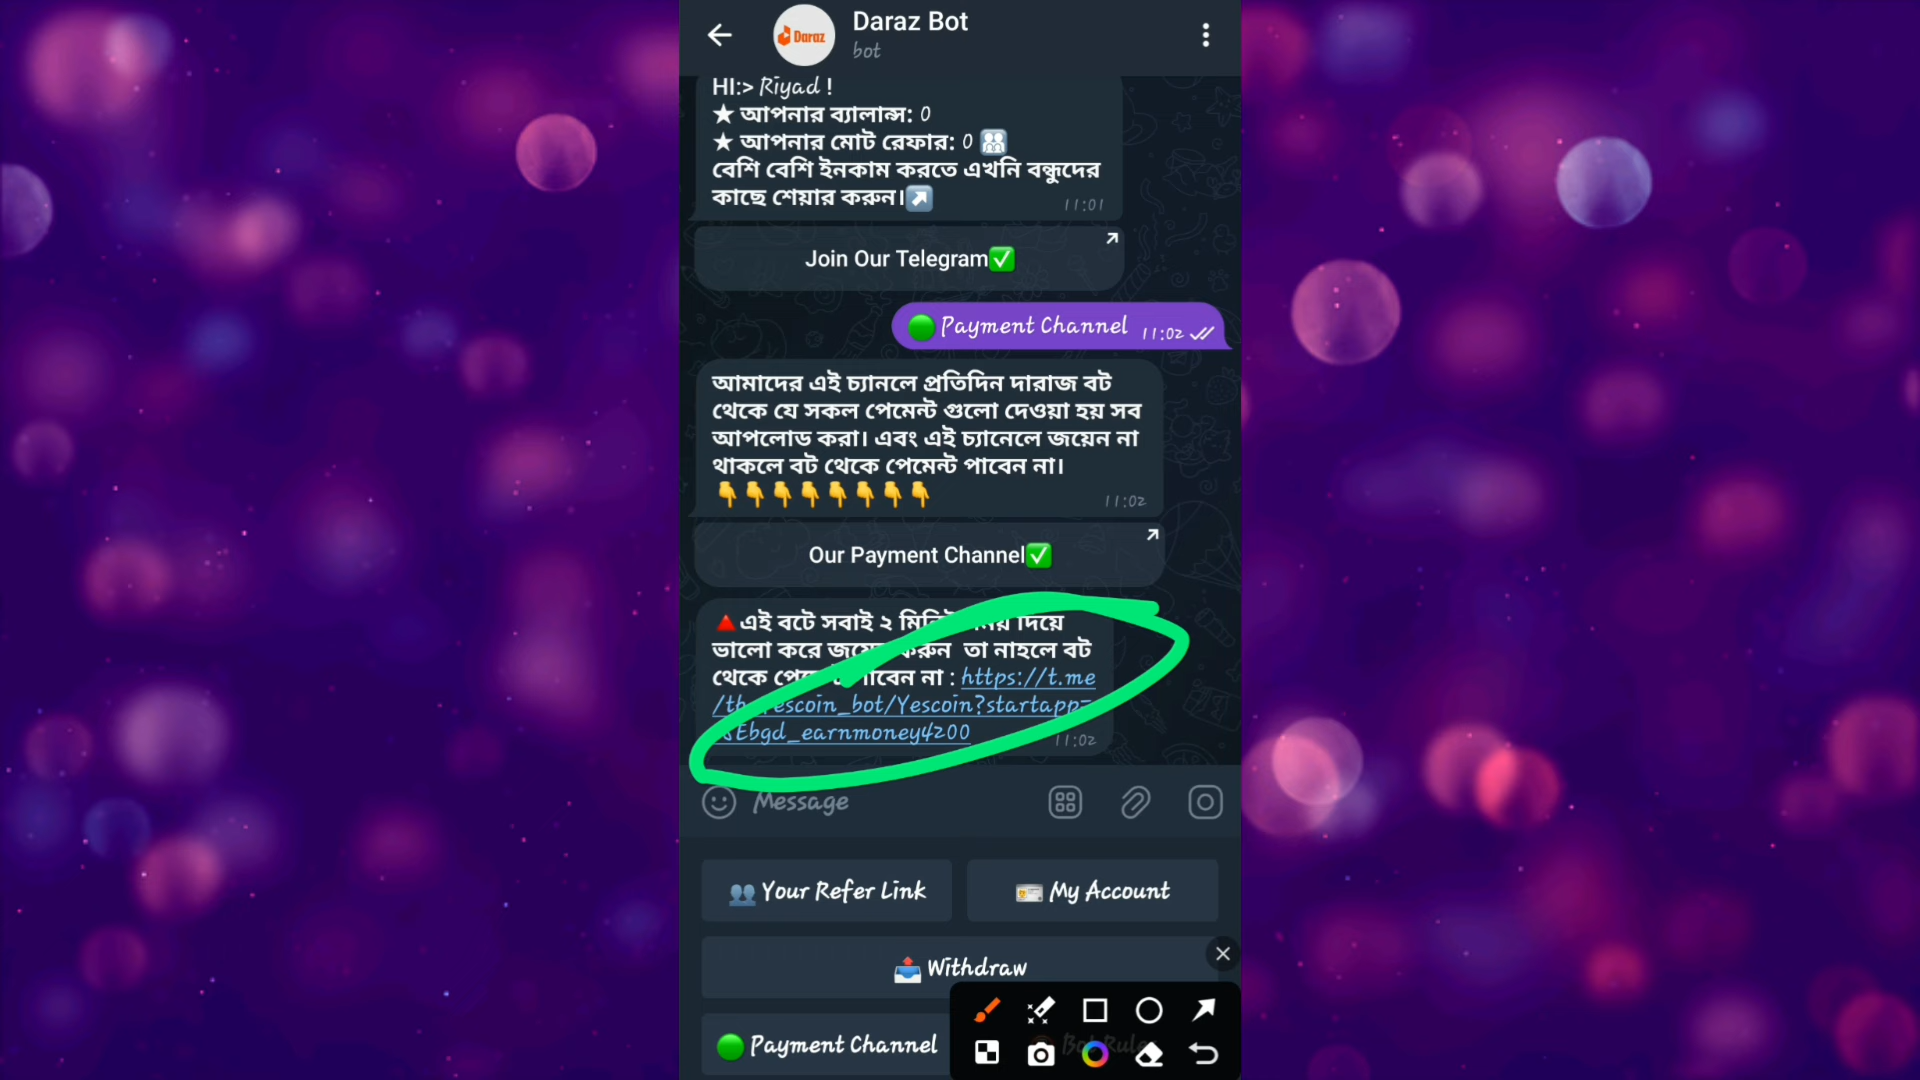 Daraz Bot
Daraz
bot
HI:> Riyad !
★ আপনার ব্যালান্স: 0
★ আপনার মোট রেফার: 0
বেশি বেশি ইনকাম করতে এখনি বন্ধুদের
কাছে শেয়ার করুন।
11:01
Join Our Telegram
Payment Channel 11:02
আমাদের এই চ্যানলে প্রতিদিন দারাজ বট
থেকে যে সকল পেমেন্ট গুলো দেওয়া হয় সব
আপলোড করা। এবং এই চ্যানেলে জয়েন না
থাকলে বট থেকে পেমেন্ট পাবেন না।
11:02
Our Payment Channel
এই বটে সবাই ২ দিয়ে
ভালো করে করুন তা নাহলে বট
থেকে না : https://t.me
_bot/Yescoin?startapp=
Ebgd_earnmoney4200
11:02
Message
Your Refer Link
My Account
Withdraw
Payment Channel